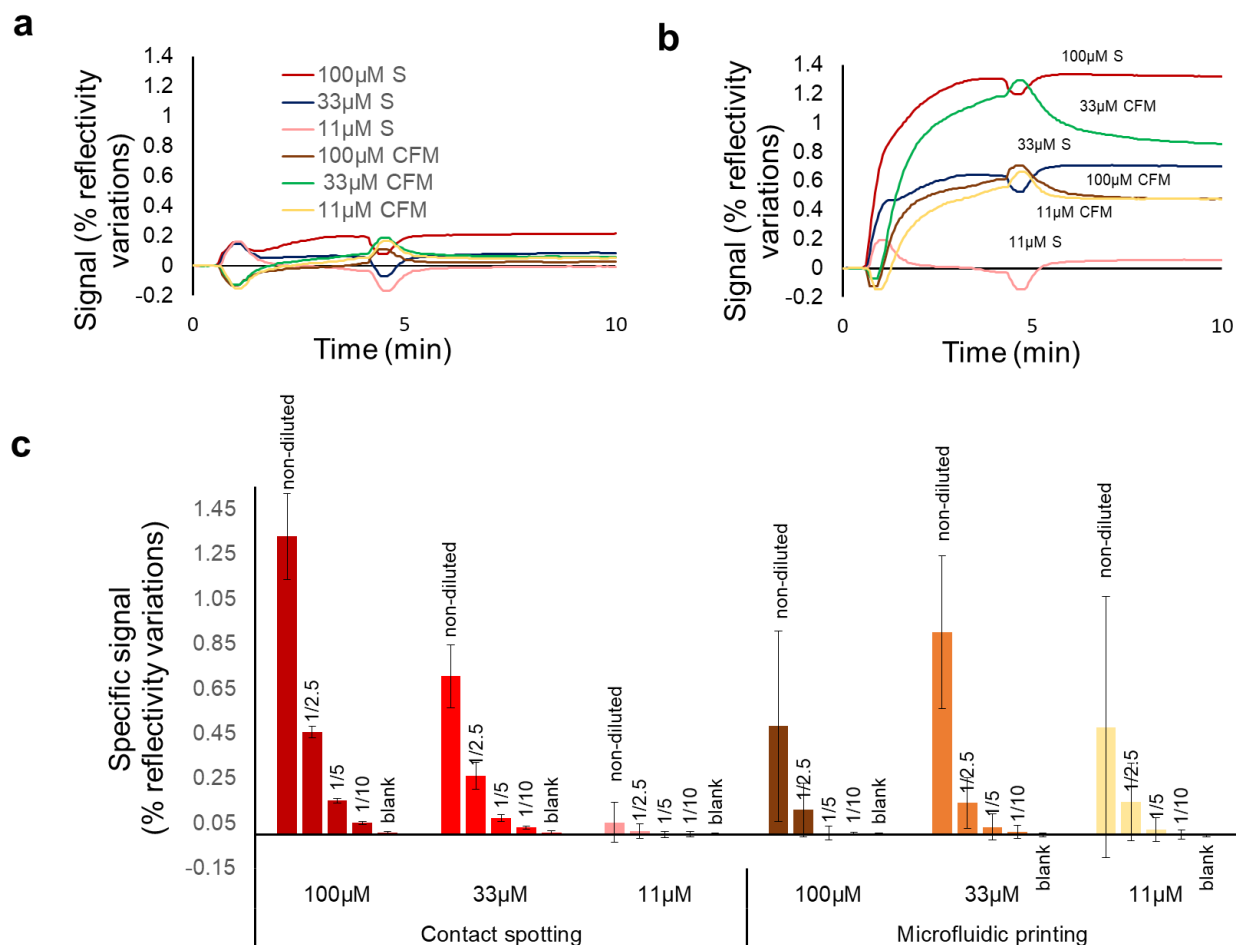 a
Signal (% reflectivity
variations)
1.4
1.2
1
0.8
0.6
0.4
0.2
0
-0.2
100µM S
33µM S
11µM S
100µM CFM
33µM CFM
11µM CFM
0
5
10
Time (min)
b
Signal (% reflectivity
variations)
1.4
1.2
1
0.8
0.6
0.4
0.2
0
-0.2
100µM S
33µM CFM
33µM S
100µM CFM
11µM CFM
11µM S
0
5
10
Time (min)
c
Specific signal
(% reflectivity variations)
1.45
1.25
1.05
0.85
0.65
0.45
0.25
0.05
-0.15
non-diluted
1/2.5
1/5
1/10
blank
non-diluted
1/2.5
1/5
1/10
blank
non-diluted
1/2.5
1/5
1/10
blank
non-diluted
1/2.5
1/5
1/10
blank
non-diluted
1/2.5
1/5
1/10
blank
non-diluted
1/2.5
1/5
1/10
blank
100µM
33µM
11µM
100µM
33µM
11µM
Contact spotting
Microfluidic printing